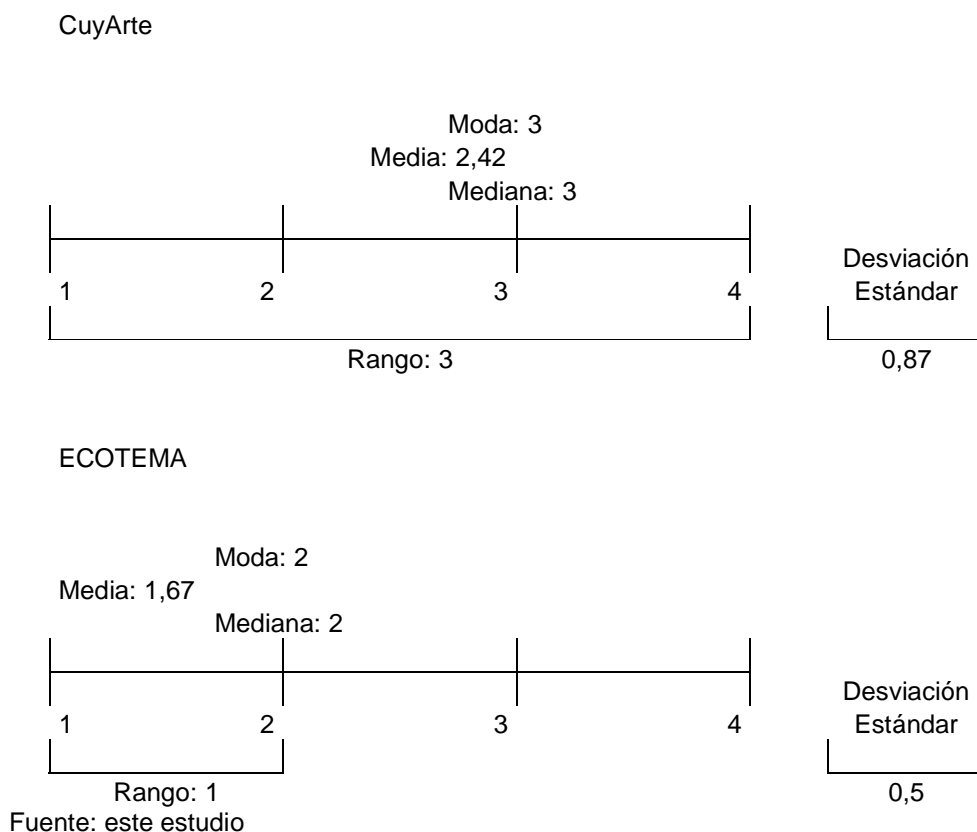 CuyArte
Moda: 3
Media: 2,42
Mediana: 3
1 2 3 4
Desviación
Estándar
Rango: 3
0,87
ECOTEMA
Moda: 2
Media: 1,67
Mediana: 2
1 2 3 4
Desviación
Estándar
Rango: 1
0,5
Fuente: este estudio